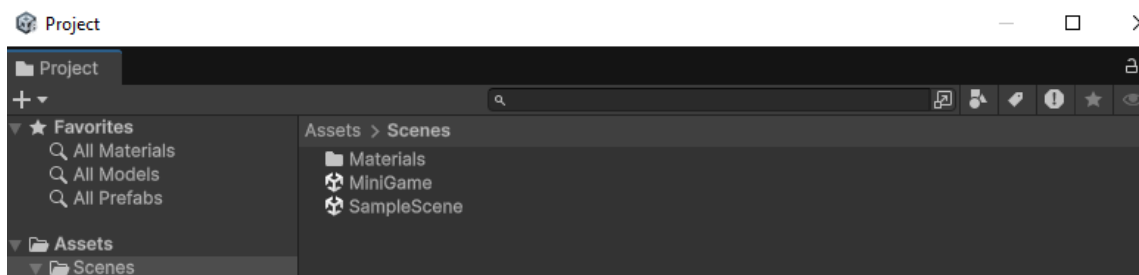 Project
Project
Favorites
All Materials
All Models
All Prefabs
Assets
Scenes
Assets > Scenes
Materials
MiniGame
SampleScene